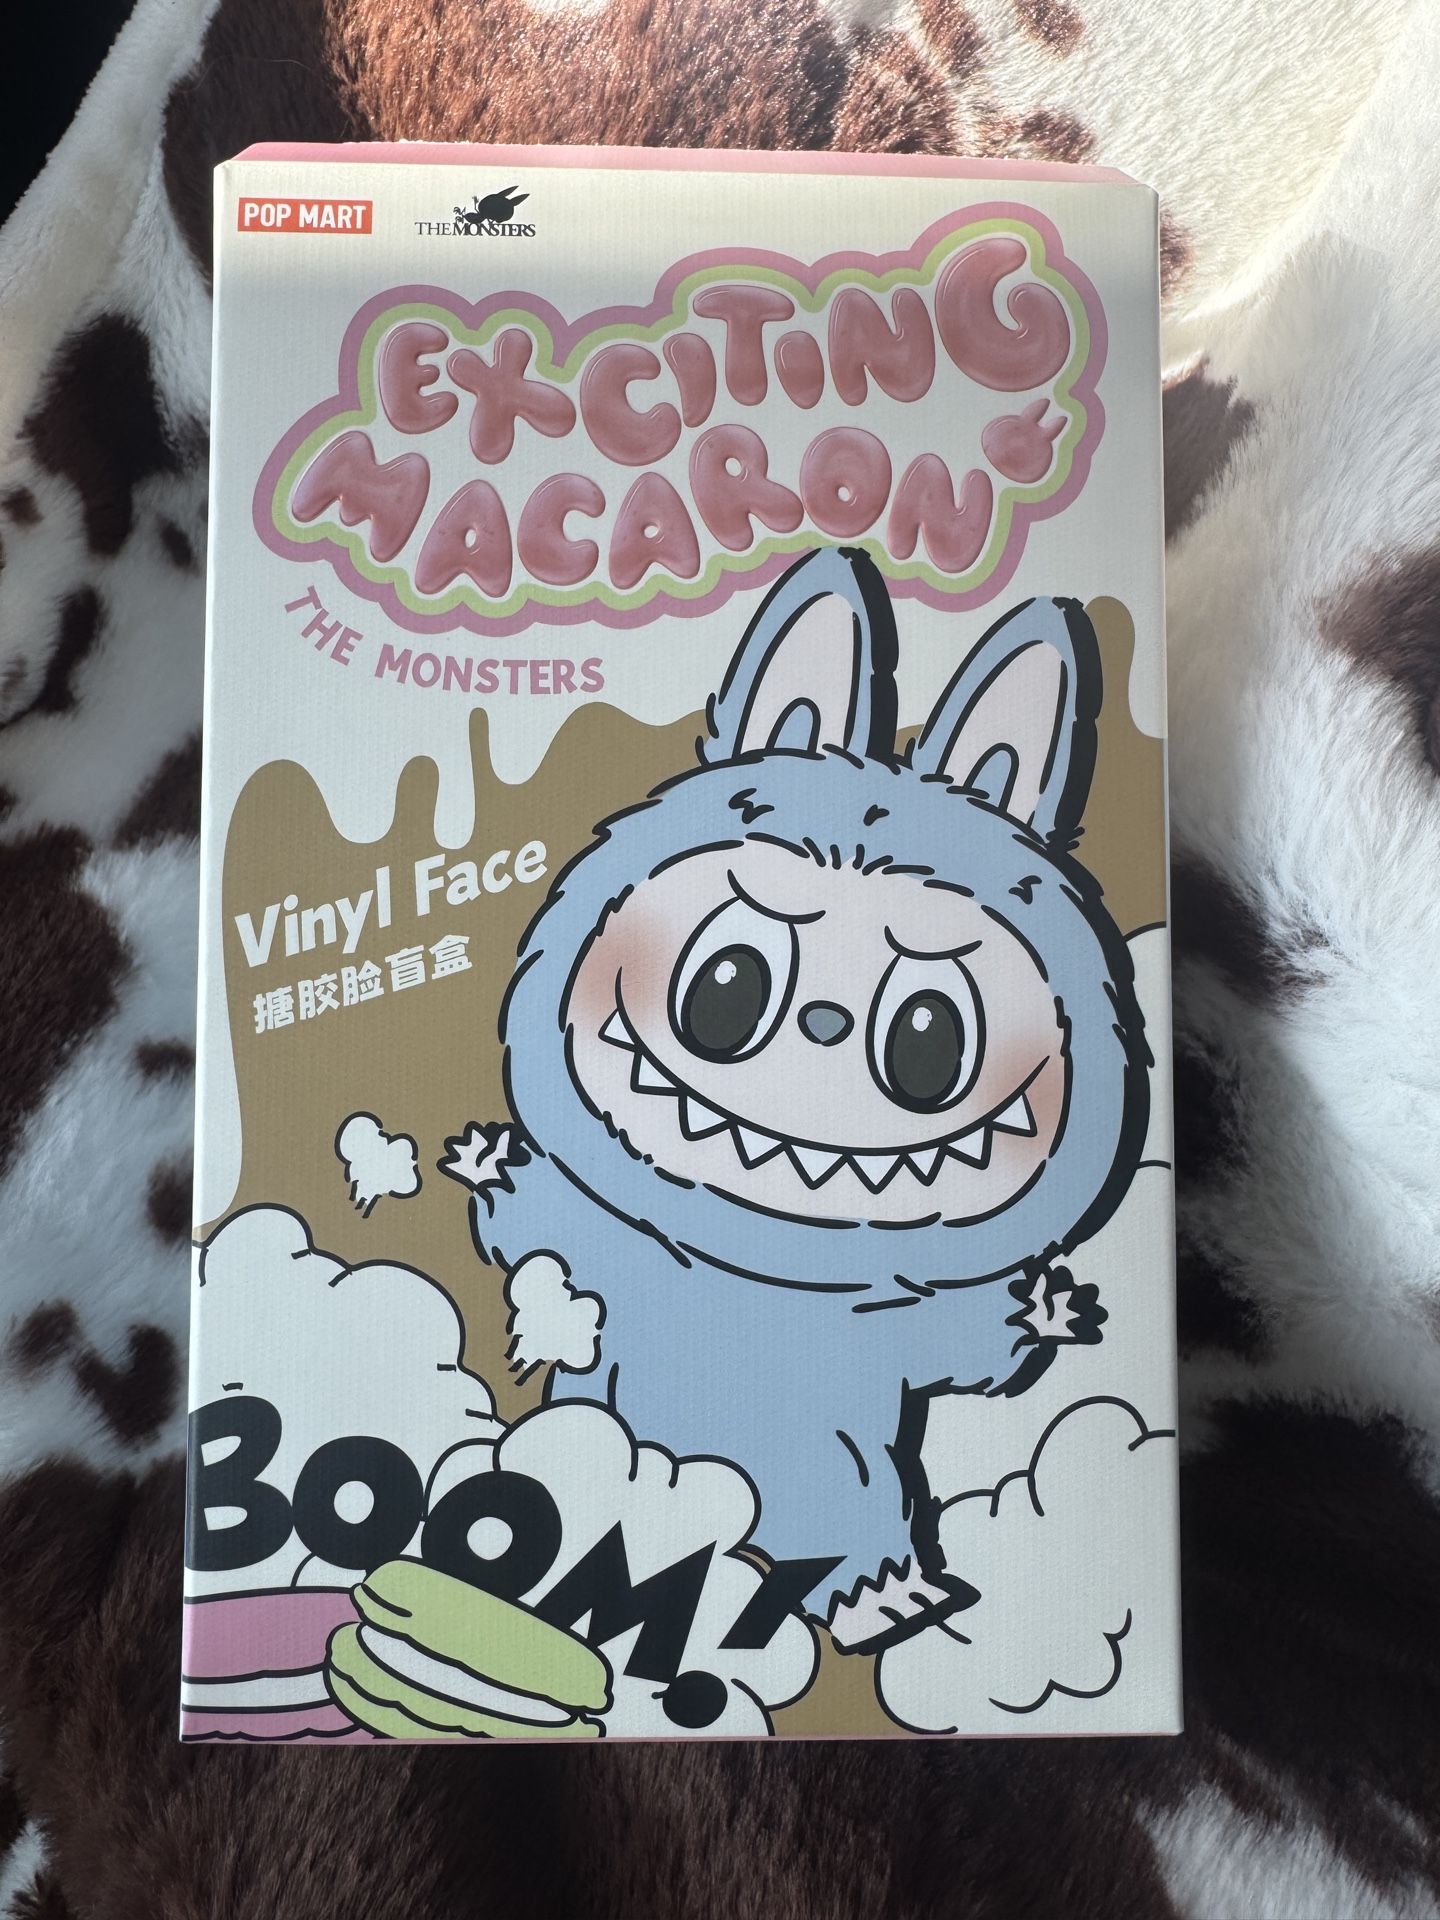 POP MART
THE MONSTERS
EXCITING
MACARON
THE MONSTERS
Vinyl Face
搪胶脸盲盒
BOOM!